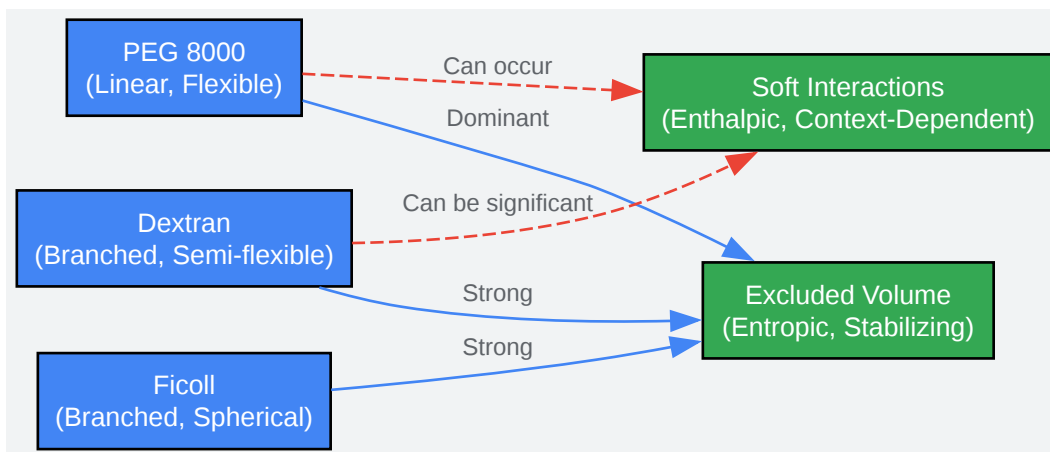 PEG 8000
(Linear, Flexible)
Can occur
Soft Interactions
(Enthalpic, Context-Dependent)
Dominant
Dextran
(Branched, Semi-flexible)
Can be significant
Strong
Excluded Volume
(Entropic, Stabilizing)
Strong
Ficoll
(Branched, Spherical)